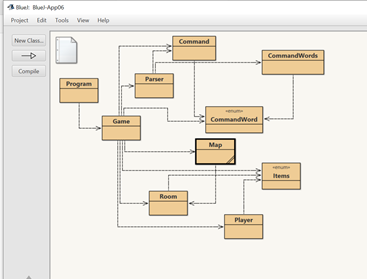 BlueJ: BlueJ-App06
Project Edit Tools View Help
New Class...
Compile
Command
CommandWords
Parser
Program
<<enum>>
CommandWord
Game
Map
<<enum>>
Items
Room
Player